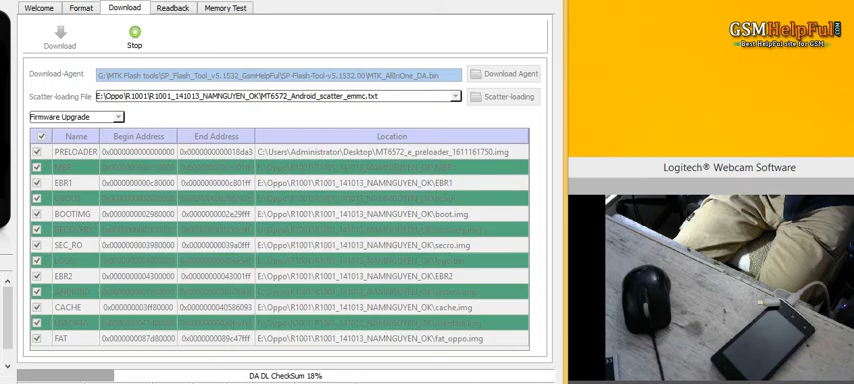 Welcome Format Download Readback Memory Test
GSMHelpFul.COM
Best HelpFul site for GSM
Download Stop
Download-Agent G:\MTK Flash tools\SP_Flash_Tool_v5.1532_GsmHelpFul\SP-Flash-Tool-v5.1532.00\MTK_AllInOne_DA.bin Download Agent
Scatter-loading File E:\Oppo\R1001\R1001_141013_NAMNGUYEN_OK\MT6572_Android_scatter_emmc.txt Scatter-loading
Firmware Upgrade
Name Begin Address End Address Location
PRELOADER 0x0000000000000000 0x0000000000018da3 C:\Users\Administrator\Desktop\MT6572_e_preloader_1611161750.img
EBR1 0x0000000000c80000 0x0000000000c801ff E:\Oppo\R1001\R1001_141013_NAMNGUYEN_OK\EBR1
BOOTIMG 0x0000000002980000 0x0000000002e29fff E:\Oppo\R1001\R1001_141013_NAMNGUYEN_OK\boot.img
SEC_RO 0x0000000003980000 0x00000000039a0fff E:\Oppo\R1001\R1001_141013_NAMNGUYEN_OK\secro.img
EBR2 0x0000000004300000 0x00000000043001ff E:\Oppo\R1001\R1001_141013_NAMNGUYEN_OK\EBR2
CACHE 0x000000003ff80000 0x0000000040586093 E:\Oppo\R1001\R1001_141013_NAMNGUYEN_OK\cache.img
FAT 0x0000000087d80000 0x0000000089c47fff E:\Oppo\R1001\R1001_141013_NAMNGUYEN_OK\fat_oppo.img
DA DL CheckSum 18%
Logitech® Webcam Software